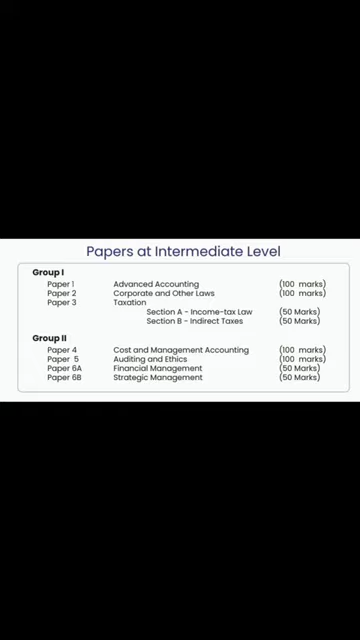 Papers at Intermediate Level
Group I
Paper 1 Advanced Accounting (100 marks)
Paper 2 Corporate and Other Laws (100 marks)
Paper 3 Taxation
Section A - Income-tax Law (50 Marks)
Section B - Indirect Taxes (50 Marks)
Group II
Paper 4 Cost and Management Accounting (100 marks)
Paper 5 Auditing and Ethics (100 marks)
Paper 6A Financial Management (50 Marks)
Paper 6B Strategic Management (50 Marks)